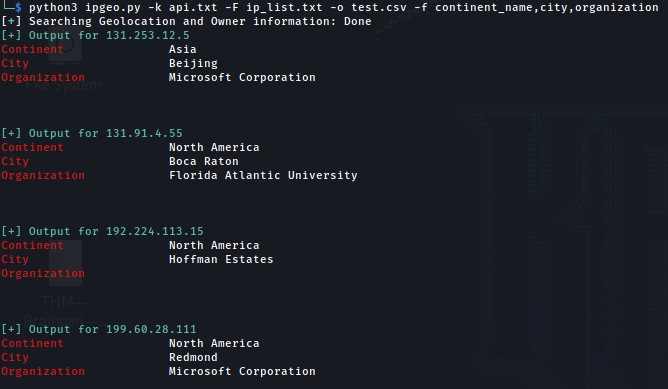 └─$ python3 ipgeo.py -k api.txt -F ip_list.txt -o test.csv -f continent_name,city,organization
[+] Searching Geolocation and Owner information: Done
[+] Output for 131.253.12.5
Continent Asia
City Beijing
Organization Microsoft Corporation
File System
[+] Output for 131.91.4.55
Continent North America
City Boca Raton
Organization Florida Atlantic University
[+] Output for 192.224.113.15
Continent North America
City Hoffman Estates
Organization
THM--
[+] Output for 199.60.28.111
Continent North America
City Redmond
Organization Microsoft Corporation